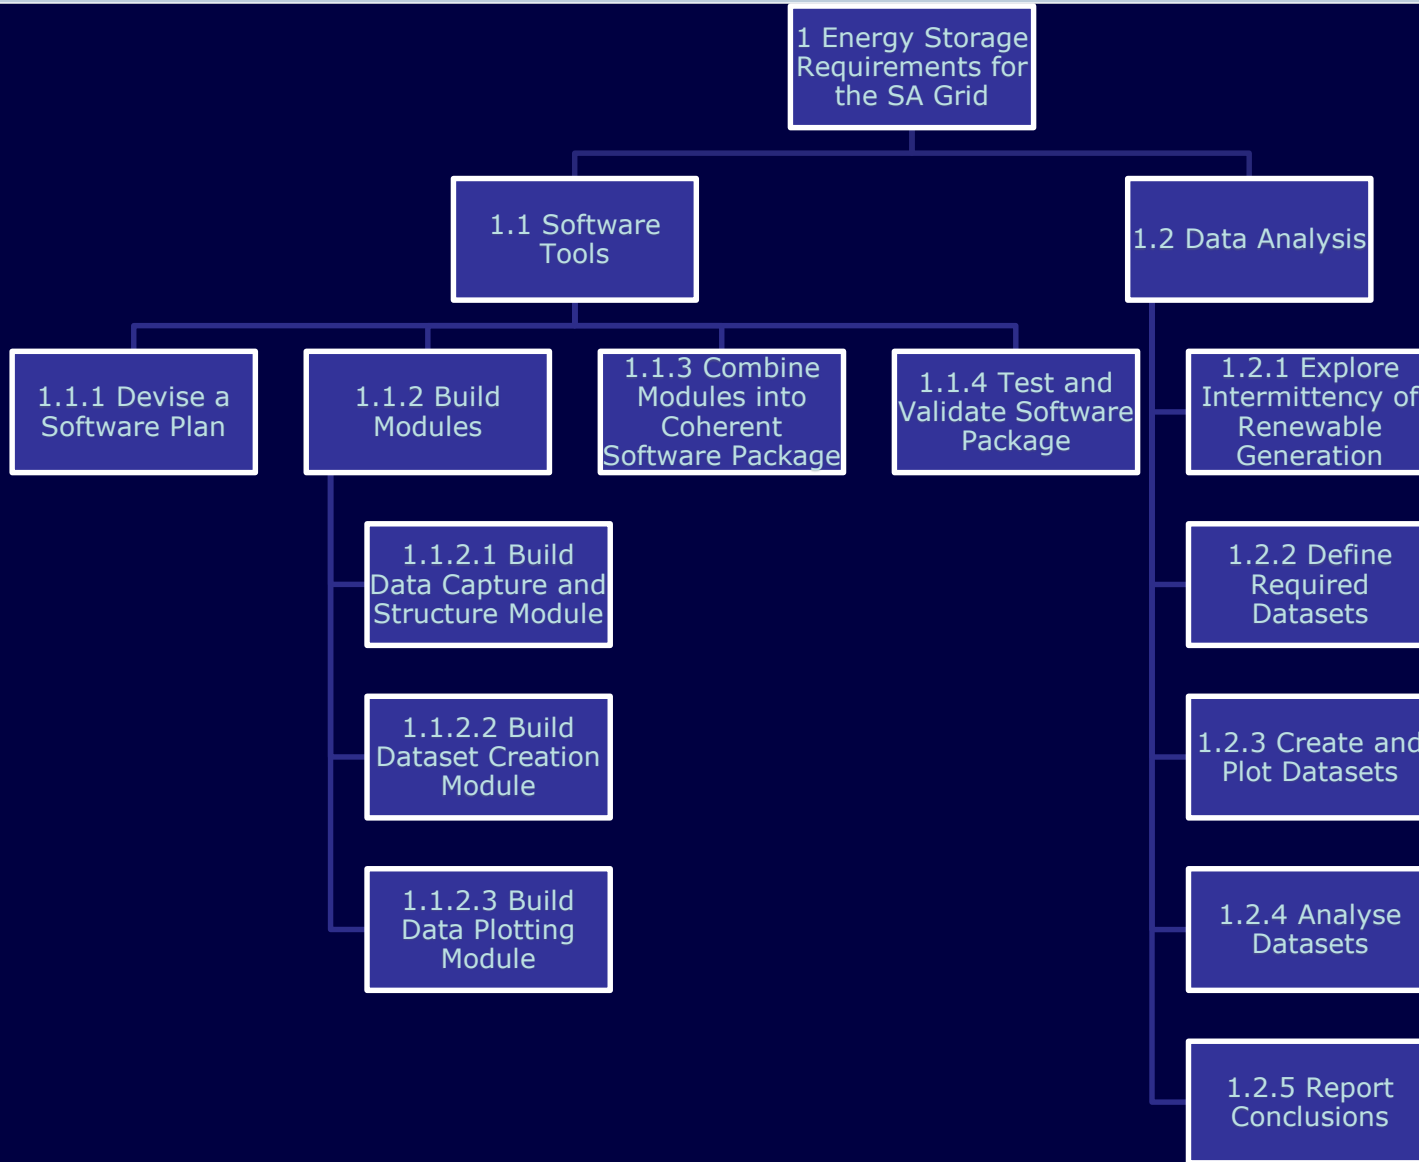 1 Energy Storage
Requirements for
the SA Grid
1.1 Software
Tools
1.2 Data Analysis
1.1.1 Devise a
Software Plan
1.1.2 Build
Modules
1.1.3 Combine
Modules into
Coherent
Software Package
1.1.4 Test and
Validate Software
Package
1.2.1 Explore
Intermittency of
Renewable
Generation
1.1.2.1 Build
Data Capture and
Structure Module
1.2.2 Define
Required
Datasets
1.1.2.2 Build
Dataset Creation
Module
1.2.3 Create and
Plot Datasets
1.1.2.3 Build
Data Plotting
Module
1.2.4 Analyse
Datasets
1.2.5 Report
Conclusions